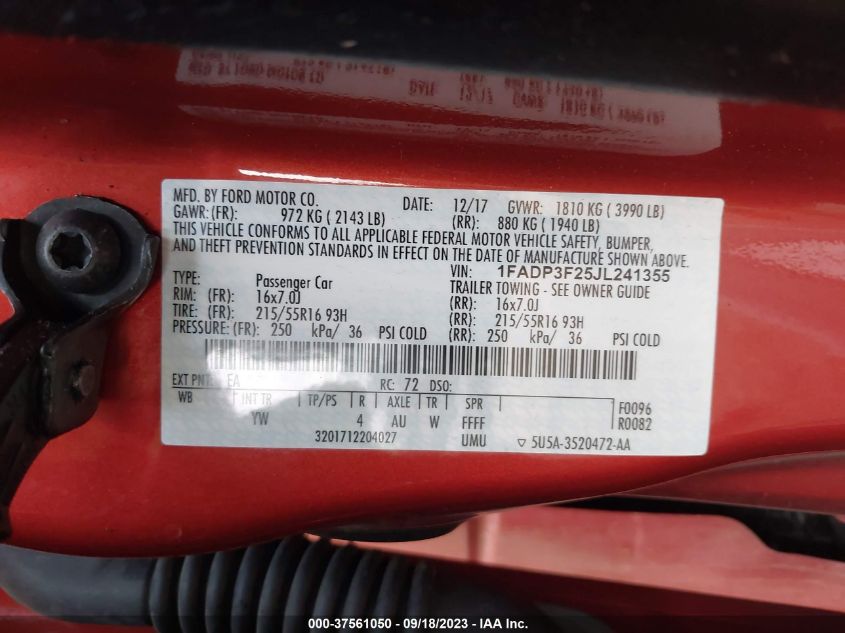 MFD. BY FORD MOTOR CO. DATE: 12/17 GVWR: 1810 KG ( 3990 LB)
GAWR:(FR): 972 KG ( 2143 LB) (RR): 880 KG ( 1940 LB)
THIS VEHICLE CONFORMS TO ALL APPLICABLE FEDERAL MOTOR VEHICLE SAFETY, BUMPER,
AND THEFT PREVENTION STANDARDS IN EFFECT ON THE DATE OF MANUFACTURE SHOWN ABOVE.
VIN: 1FADP3F25JL241355
TYPE: Passenger Car TRAILER TOWING - SEE OWNER GUIDE
RIM: (FR): 16x7.0J (RR): 16x7.0J
TIRE: (FR): 215/55R16 93H (RR): 215/55R16 93H
PRESSURE: (FR): 250 kPa/ 36 PSI COLD (RR): 250 kPa/ 36 PSI COLD
EXT PNT: EA RC: 72 DSO:
WB INT TR TP/PS R AXLE TR SPR F0096
YW 4 AU W FFFF R0082
3201712204027 UMU ▽ 5U5A-3520472-AA
000-37561050 - 09/18/2023 - IAA Inc.